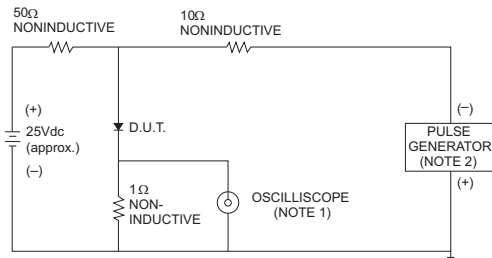 50Ω
NONINDUCTIVE
10Ω
NONINDUCTIVE
(+)
25Vdc
(approx.)
(–)
D.U.T.
1Ω
NON-
INDUCTIVE
OSCILLISCOPE
(NOTE 1)
(–)
PULSE
GENERATOR
(NOTE 2)
(+)